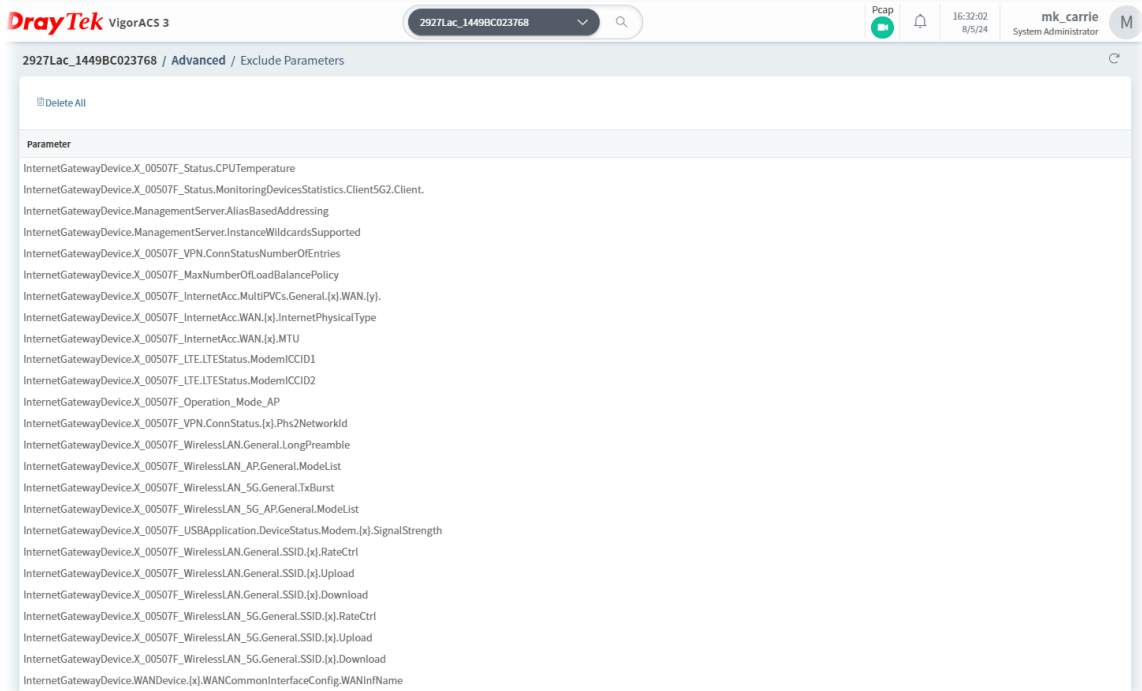 DrayTek VigorACS 3
2927Lac_1449BC023768
Pcap
16:32:02
8/5/24
mk_carrie
System Administrator
M
2927Lac_1449BC023768 / Advanced / Exclude Parameters
Delete All
Parameter
InternetGatewayDevice.X_00507F_Status.CPUTemperature
InternetGatewayDevice.X_00507F_Status.MonitoringDevicesStatistics.Client5G2.Client.
InternetGatewayDevice.ManagementServer.AliasBasedAddressing
InternetGatewayDevice.ManagementServer.InstanceWildcardsSupported
InternetGatewayDevice.X_00507F_VPN.ConnStatusNumberOfEntries
InternetGatewayDevice.X_00507F_MaxNumberOfLoadBalancePolicy
InternetGatewayDevice.X_00507F_InternetAcc.MultiPVCs.General.{x}.WAN.{y}.
InternetGatewayDevice.X_00507F_InternetAcc.WAN.{x}.InternetPhysicalType
InternetGatewayDevice.X_00507F_InternetAcc.WAN.{x}.MTU
InternetGatewayDevice.X_00507F_LTE.LTEStatus.ModemICCID1
InternetGatewayDevice.X_00507F_LTE.LTEStatus.ModemICCID2
InternetGatewayDevice.X_00507F_Operation_Mode_AP
InternetGatewayDevice.X_00507F_VPN.ConnStatus.{x}.Phs2NetworkId
InternetGatewayDevice.X_00507F_WirelessLAN.General.LongPreamble
InternetGatewayDevice.X_00507F_WirelessLAN_AP.General.ModeList
InternetGatewayDevice.X_00507F_WirelessLAN_5G.General.TxBurst
InternetGatewayDevice.X_00507F_WirelessLAN_5G_AP.General.ModeList
InternetGatewayDevice.X_00507F_USBApplication.DeviceStatus.Modem.{x}.SignalStrength
InternetGatewayDevice.X_00507F_WirelessLAN.General.SSID.{x}.RateCtrl
InternetGatewayDevice.X_00507F_WirelessLAN.General.SSID.{x}.Upload
InternetGatewayDevice.X_00507F_WirelessLAN.General.SSID.{x}.Download
InternetGatewayDevice.X_00507F_WirelessLAN_5G.General.SSID.{x}.RateCtrl
InternetGatewayDevice.X_00507F_WirelessLAN_5G.General.SSID.{x}.Upload
InternetGatewayDevice.X_00507F_WirelessLAN_5G.General.SSID.{x}.Download
InternetGatewayDevice.WANDevice.{x}.WANCommonInterfaceConfig.WANInfName